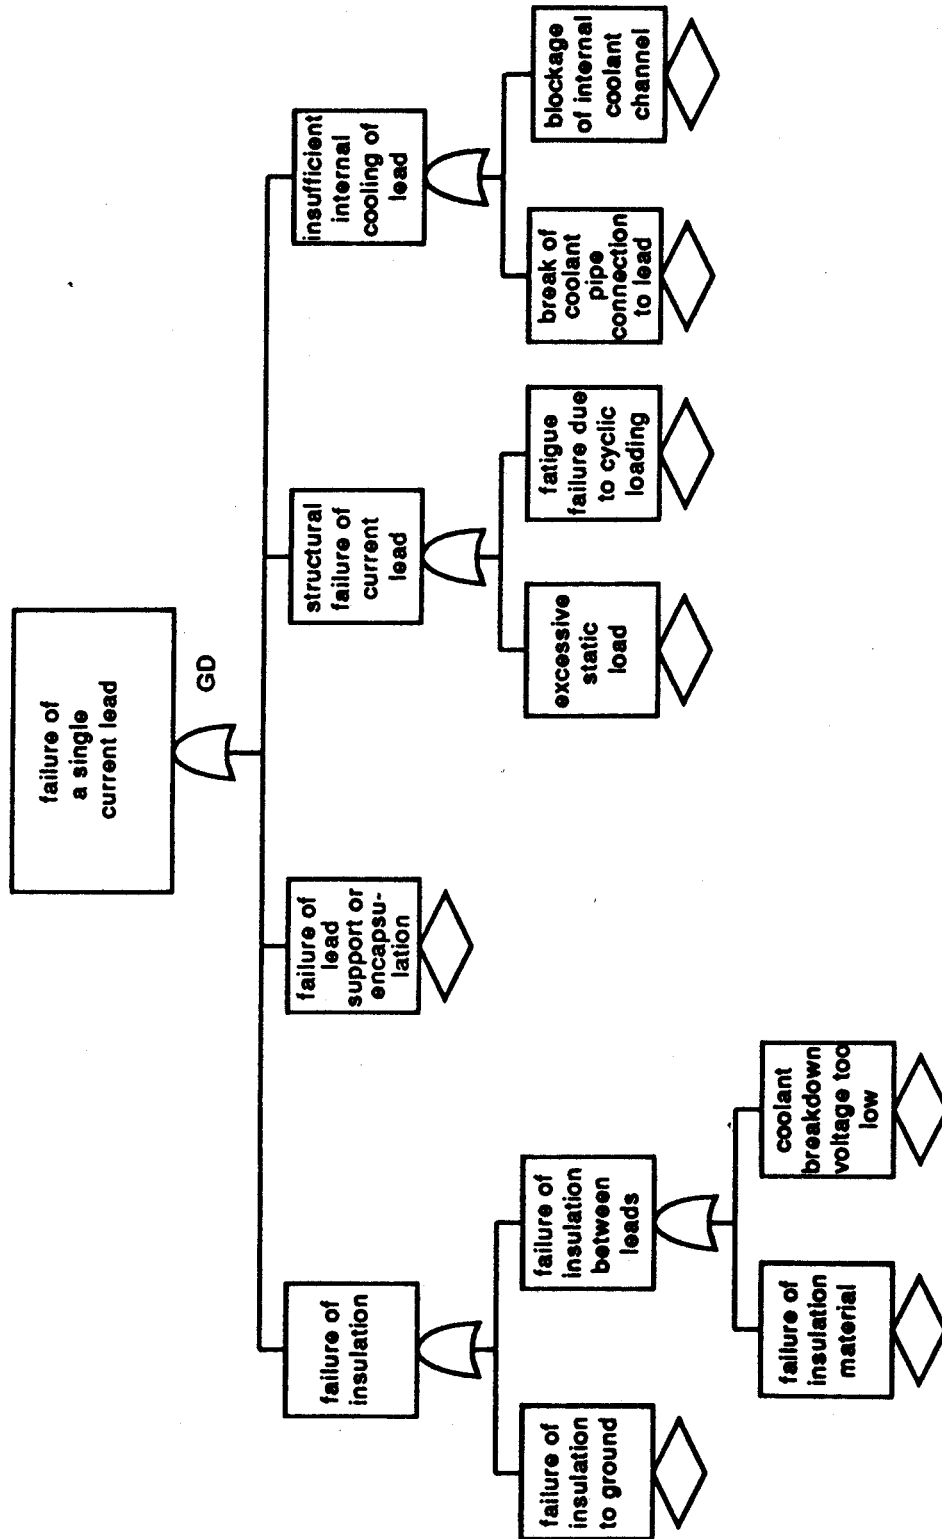 failure of
a single
current lead
GD
failure of
insulation
failure of
lead
support or
encapsu-
lation
structural
failure of
current
lead
insufficient
internal
cooling of
lead
failure of
insulation
to ground
failure of
insulation
between
leads
excessive
static
load
fatigue
failure due
to cyclic
loading
break of
coolant
pipe
connection
to lead
blockage
of internal
coolant
channel
failure of
insulation
material
coolant
breakdown
voltage too
low